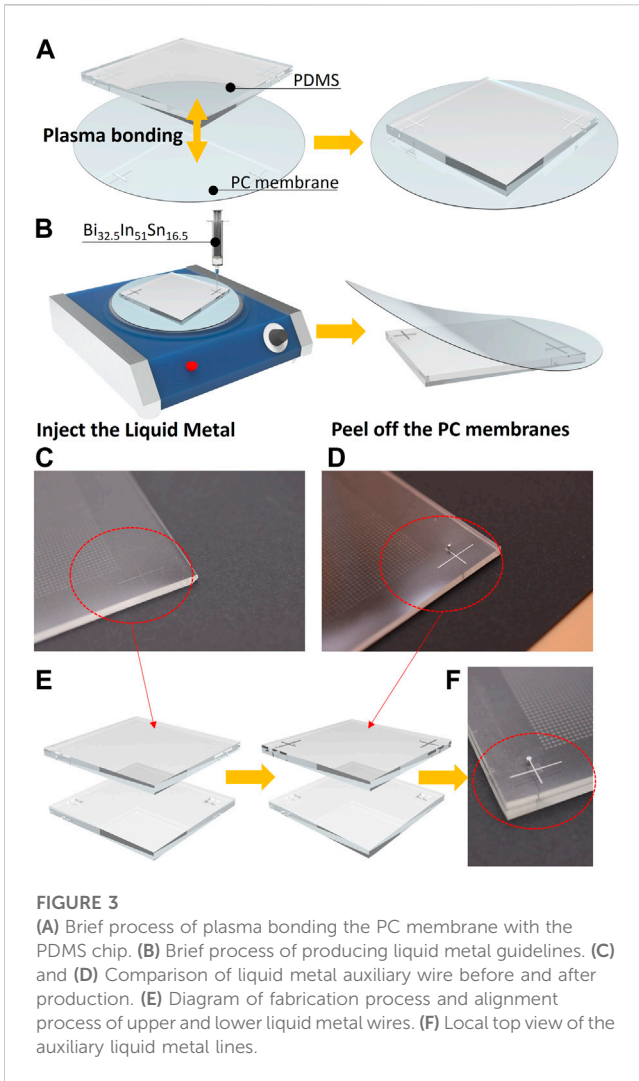 A
PDMS
Plasma bonding
PC membrane
B
Bi32.5In51Sn16.5
Inject the Liquid Metal
Peel off the PC membranes
C
D
E
F
FIGURE 3
(A) Brief process of plasma bonding the PC membrane with the
PDMS chip. (B) Brief process of producing liquid metal guidelines. (C)
and (D) Comparison of liquid metal auxiliary wire before and after
production. (E) Diagram of fabrication process and alignment
process of upper and lower liquid metal wires. (F) Local top view of the
auxiliary liquid metal lines.